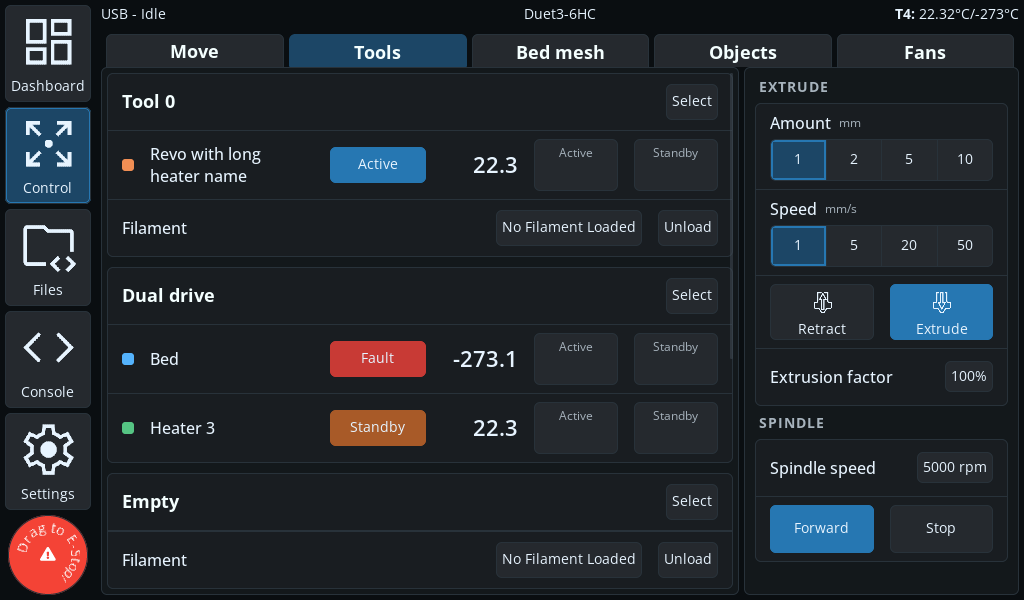 USB - Idle
Duet3-6HC
T4: 22.32°C/-273°C
Dashboard
Control
Files
Console
Settings
Drag to E-Stop!
Move
Tools
Bed mesh
Objects
Fans
Tool 0
Select
Revo with long
heater name
Active
22.3
Active
Standby
Filament
No Filament Loaded
Unload
Dual drive
Select
Bed
Fault
-273.1
Active
Standby
Heater 3
Standby
22.3
Active
Standby
Empty
Select
Filament
No Filament Loaded
Unload
EXTRUDE
Amount mm
1 2 5 10
Speed mm/s
1 5 20 50
Retract
Extrude
Extrusion factor
100%
SPINDLE
Spindle speed
5000 rpm
Forward
Stop